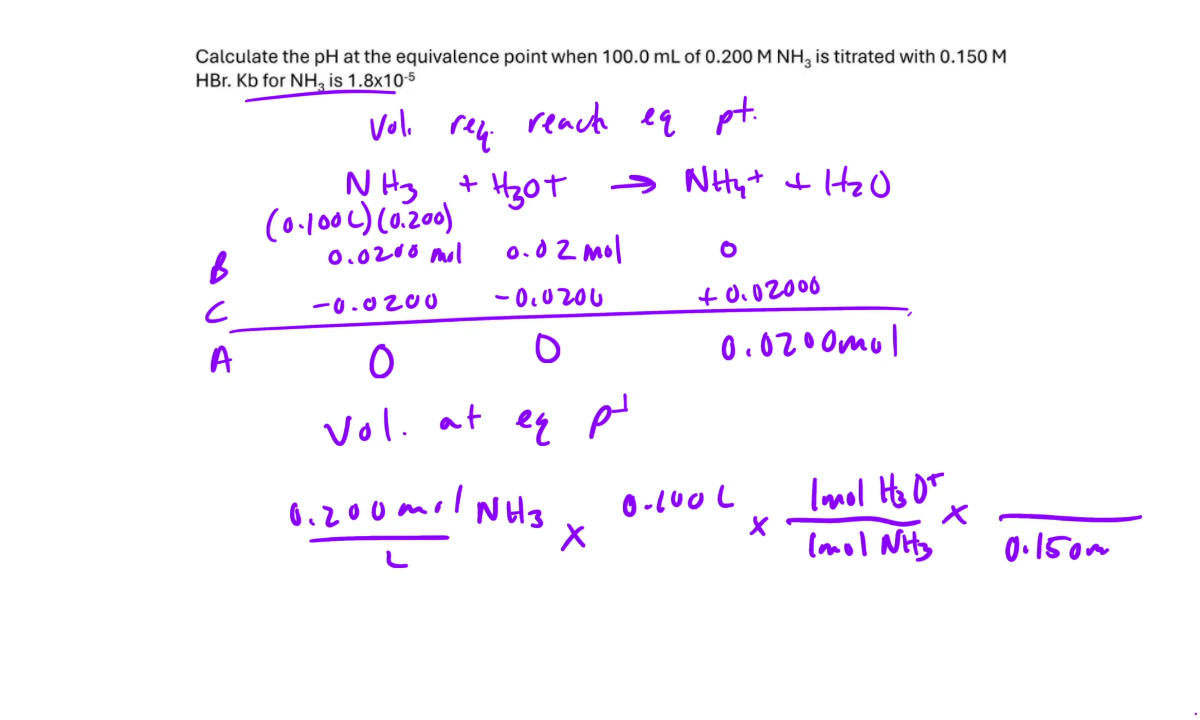 Calculate the pH at the equivalence point when 100.0 mL of 0.200 M NH₃ is titrated with 0.150 M
HBr. Kb for NH₃ is 1.8x10⁻⁵
Vol. req. reach eq pt.
NH₃ + H₃O+ → NH₄+ + H₂O
(0.100L)(0.200)
B 0.0200 mol 0.02 mol 0
C -0.0200 -0.0200 +0.02000
A 0 0 0.0200mol
Vol. at eq pt
0.200 mol NH₃ x 0.100L x 1mol H₃O⁺ x
L 1mol NH₃ 0.150m